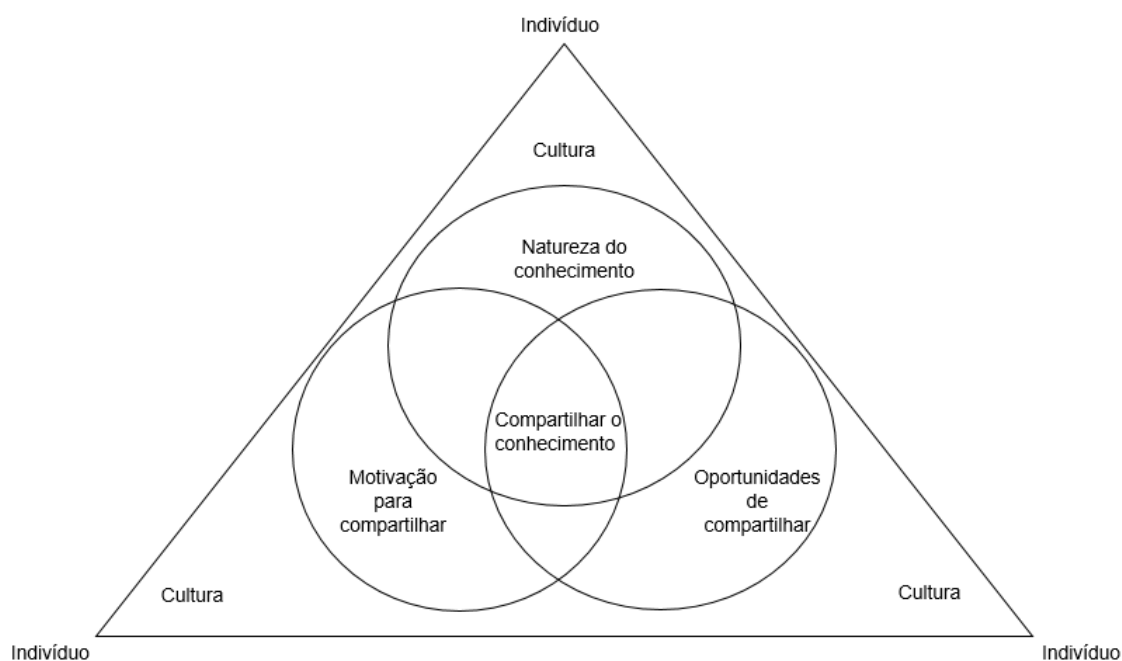 Indivíduo
Cultura
Natureza do
conhecimento
Compartilhar o
conhecimento
Motivação
para
compartilhar
Oportunidades
de
compartilhar
Cultura
Cultura
Indivíduo
Indivíduo